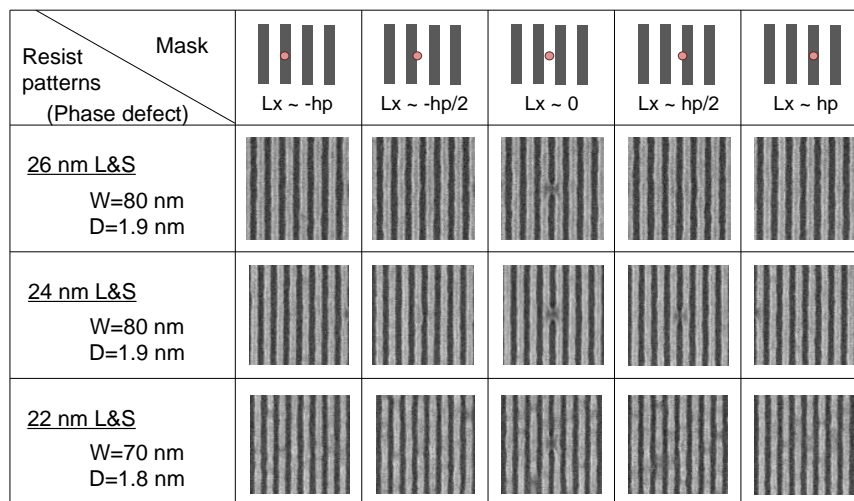 Mask
Resist
patterns
(Phase defect)
Lx ~ -hp
Lx ~ -hp/2
Lx ~ 0
Lx ~ hp/2
Lx ~ hp
26 nm L&S
W=80 nm
D=1.9 nm
24 nm L&S
W=80 nm
D=1.9 nm
22 nm L&S
W=70 nm
D=1.8 nm